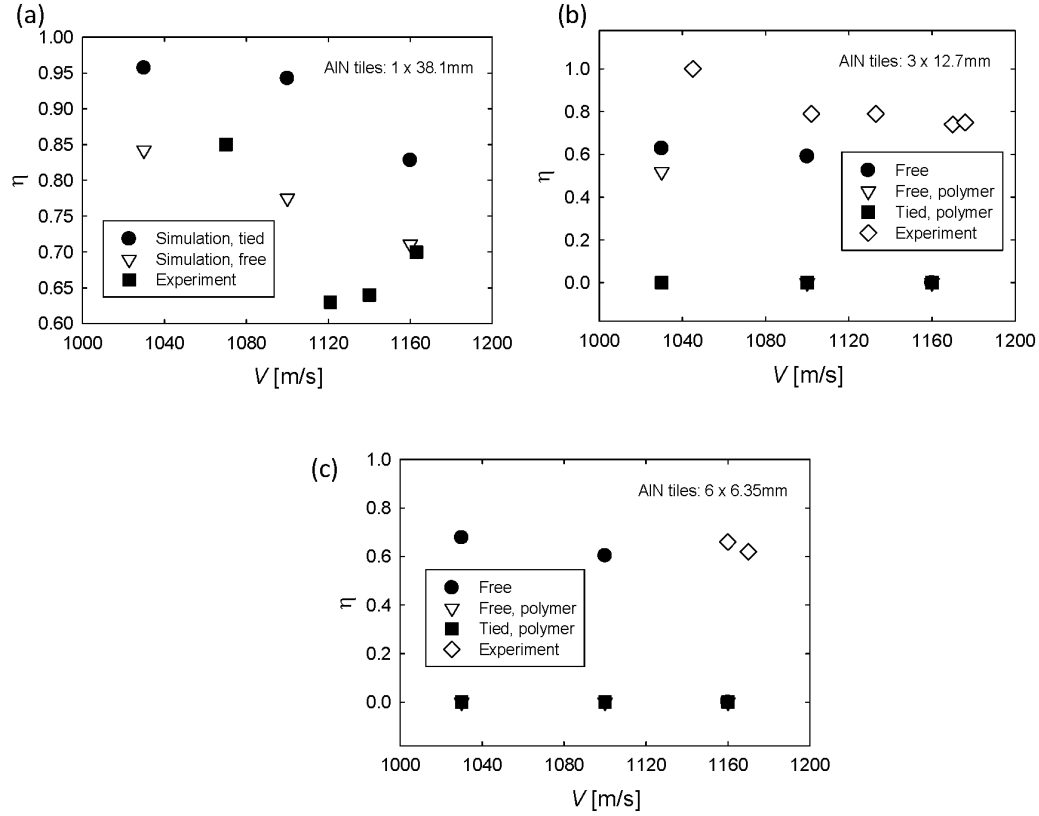 (a)
AlN tiles: 1 x 38.1mm
1.00
0.95
0.90
0.85
0.80
0.75
0.70
0.65
0.60
η
Simulation, tied
Simulation, free
Experiment
1000 1040 1080 1120 1160 1200
V [m/s]
(b)
AlN tiles: 3 x 12.7mm
1.0
0.8
0.6
0.4
0.2
0.0
η
Free
Free, polymer
Tied, polymer
Experiment
1000 1040 1080 1120 1160 1200
V [m/s]
(c)
AlN tiles: 6 x 6.35mm
1.0
0.8
0.6
0.4
0.2
0.0
η
Free
Free, polymer
Tied, polymer
Experiment
1000 1040 1080 1120 1160 1200
V [m/s]